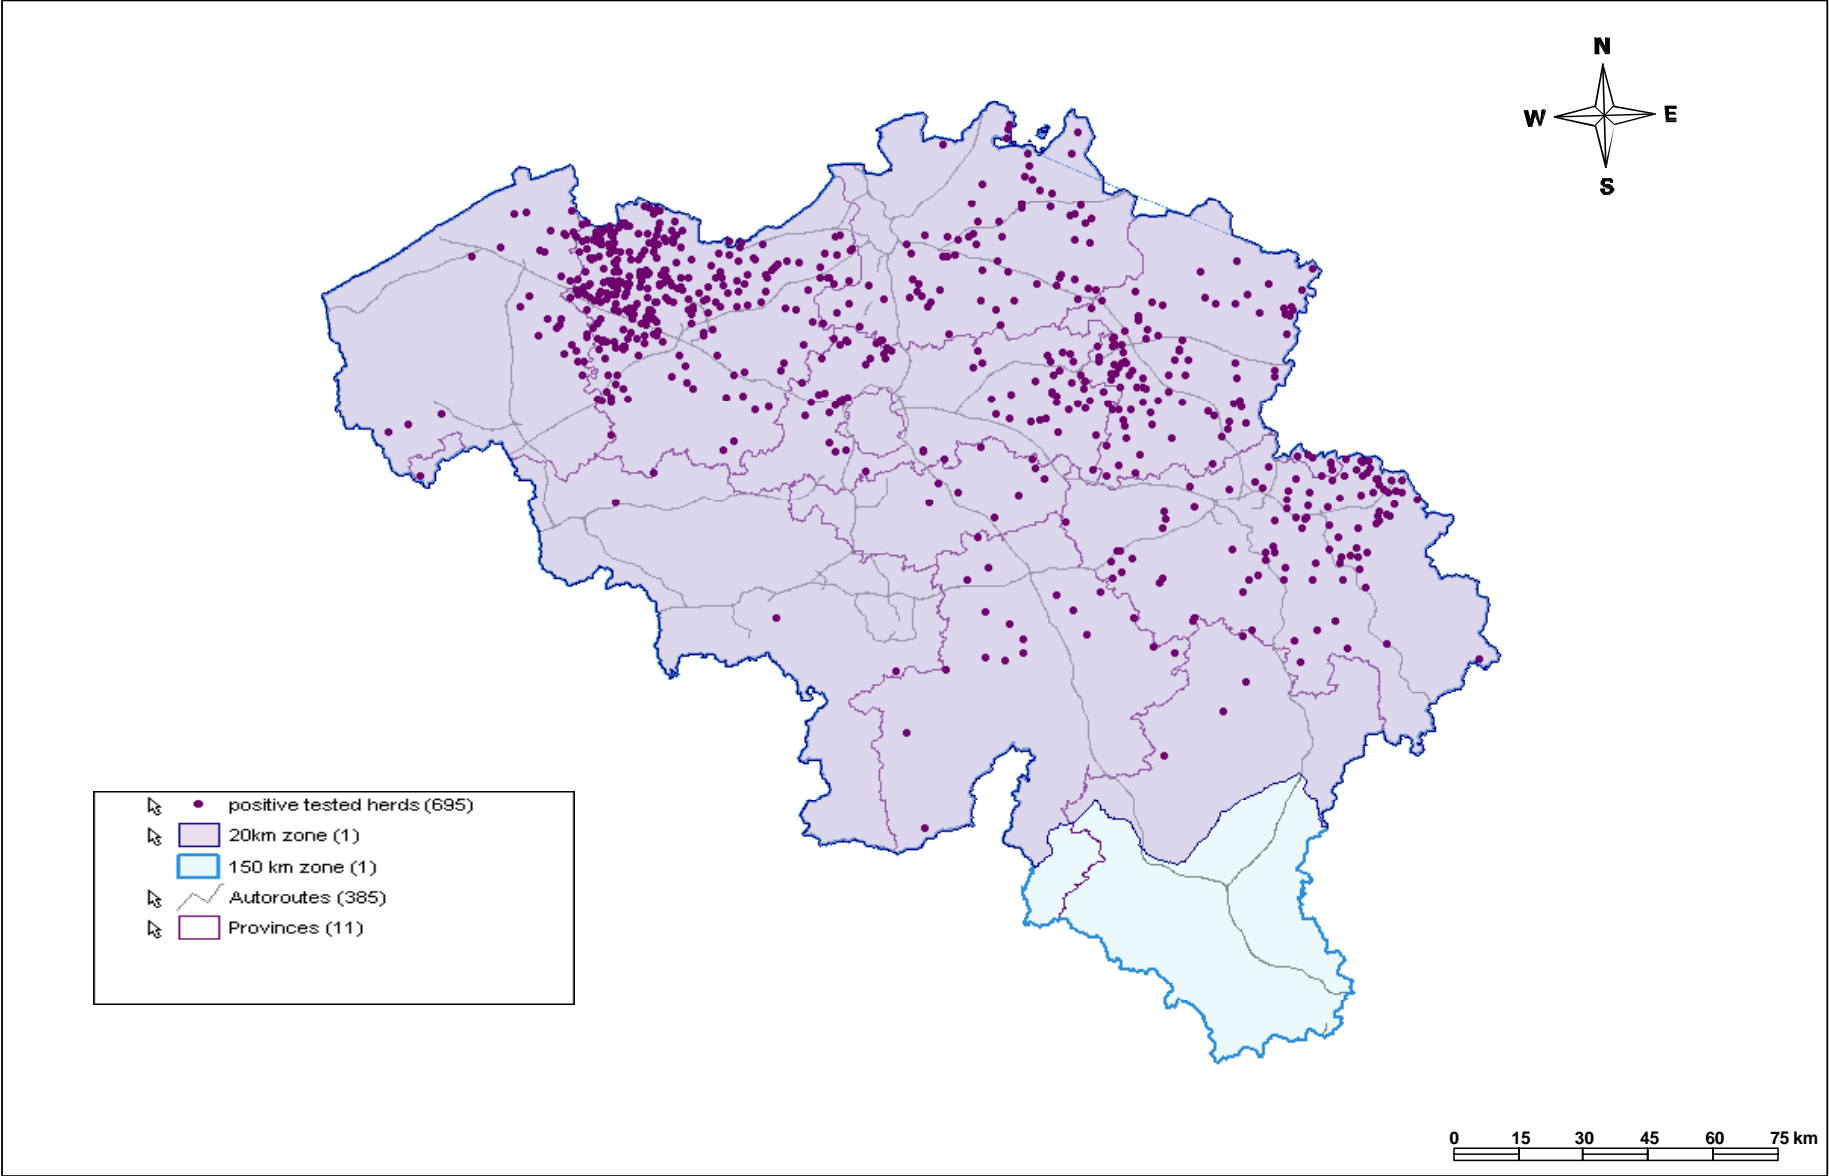 N
W E
S
positive tested herds (695)
20km zone (1)
150 km zone (1)
Autoroutes (385)
Provinces (11)
0 15 30 45 60 75 km